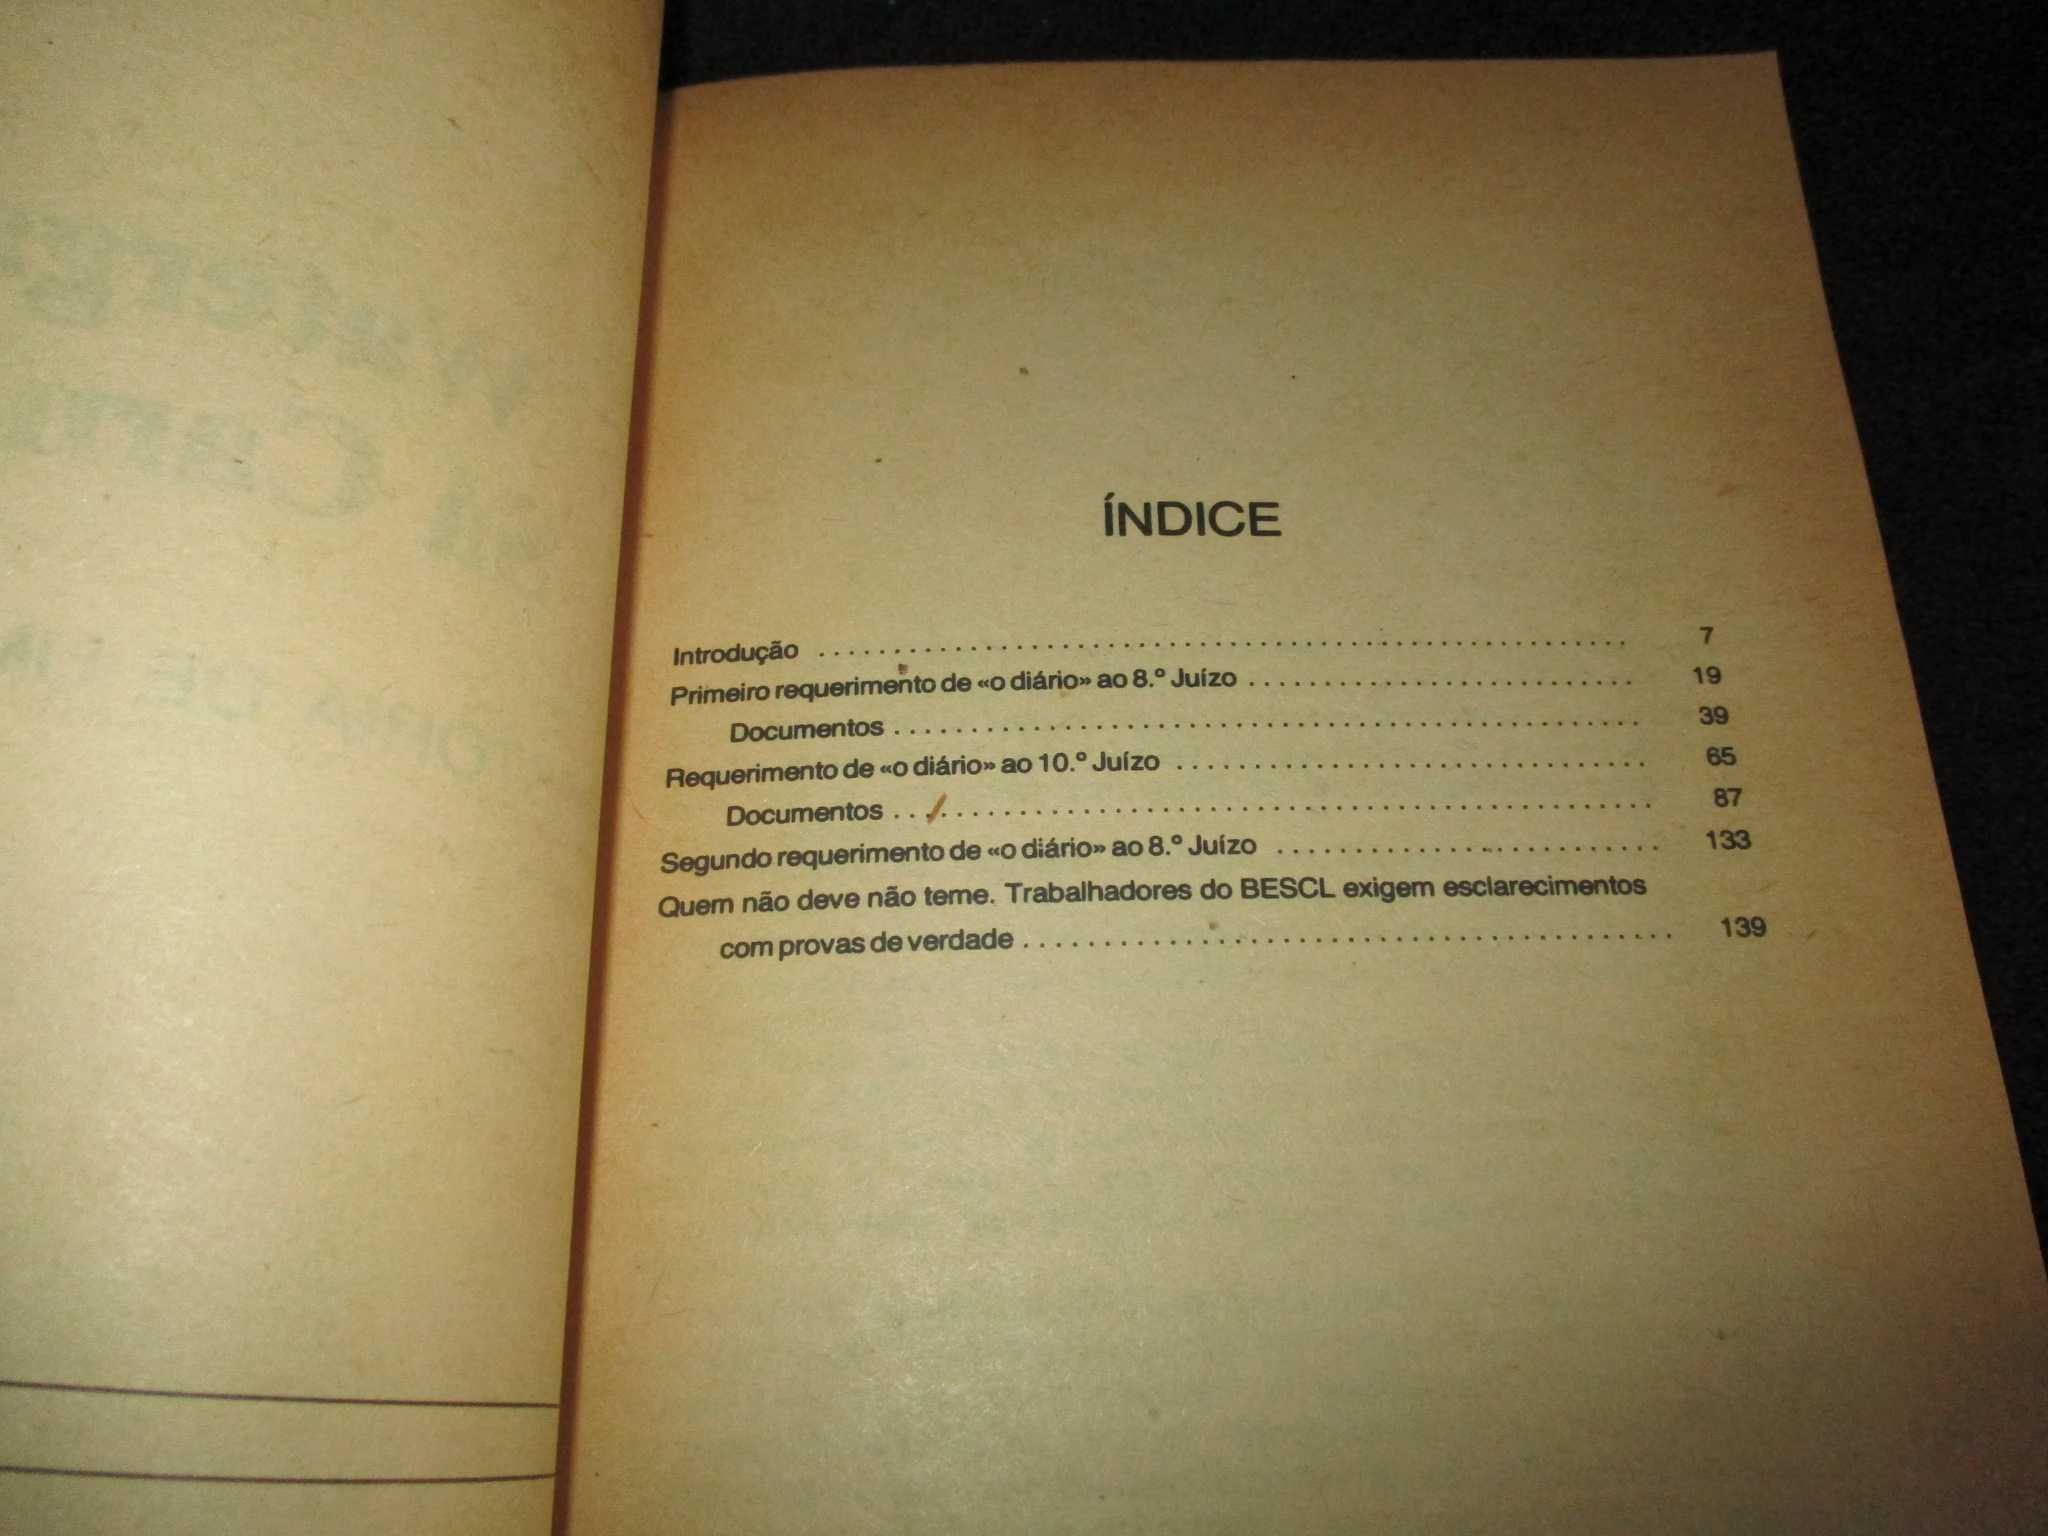 ÍNDICE
Introdução . . . . . . . . . . . . . . . . . . . . . . . . . . . . . . . . . . . . . . . . . . . . . . . . . . . . 7
Primeiro requerimento de «o diário» ao 8.º Juízo . . . . . . . . . . . . . . . . . . . . . . . . . . 19
Documentos . . . . . . . . . . . . . . . . . . . . . . . . . . . . . . . . . . . . . . . . . . . . . . . . 39
Requerimento de «o diário» ao 10.º Juízo . . . . . . . . . . . . . . . . . . . . . . . . . . . . . . . 65
Documentos . . . . . . . . . . . . . . . . . . . . . . . . . . . . . . . . . . . . . . . . . . . . . . . . 87
Segundo requerimento de «o diário» ao 8.º Juízo . . . . . . . . . . . . . . . . . . . . . . . . . 133
Quem não deve não teme. Trabalhadores do BESCL exigem esclarecimentos
com provas de verdade . . . . . . . . . . . . . . . . . . . . . . . . . . . . . . . . . . . . . . . . . 139